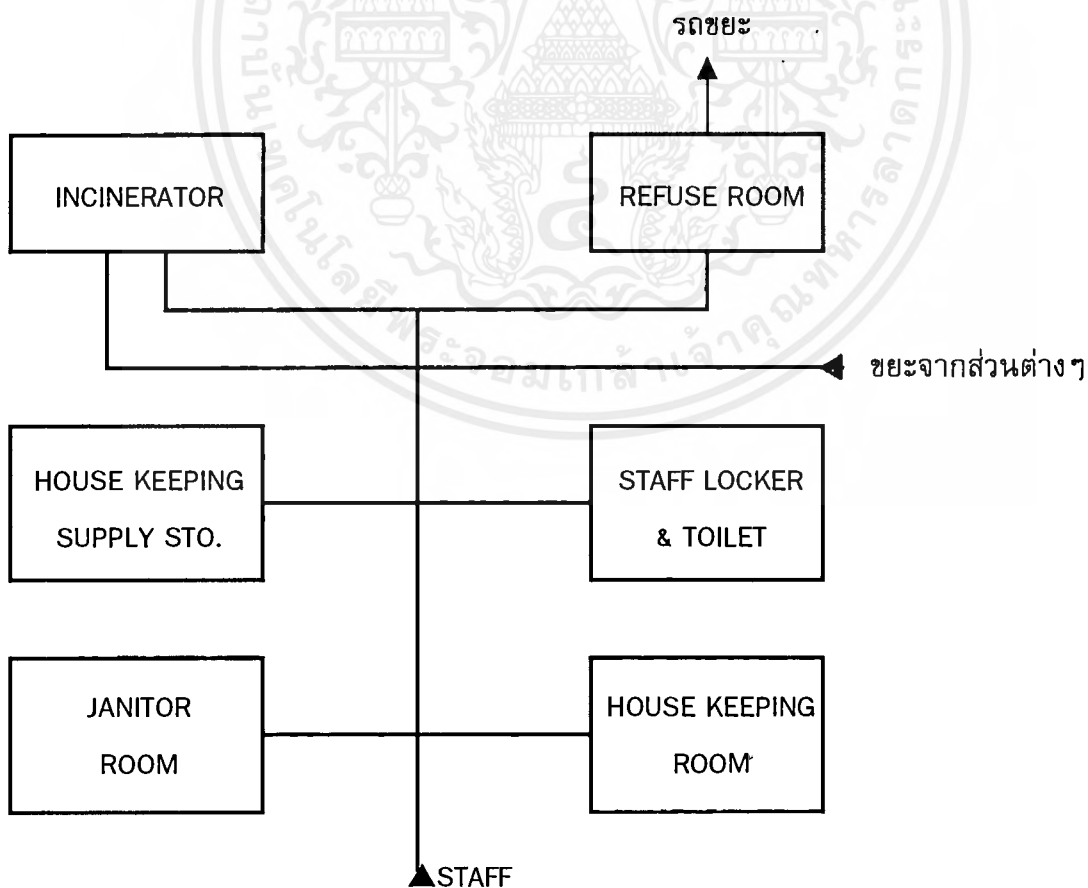 รถขยะ
INCINERATOR
REFUSE ROOM
ขยะจากส่วนต่างๆ
HOUSE KEEPING
SUPPLY STO.
STAFF LOCKER
& TOILET
JANITOR
ROOM
HOUSE KEEPING
ROOM
STAFF